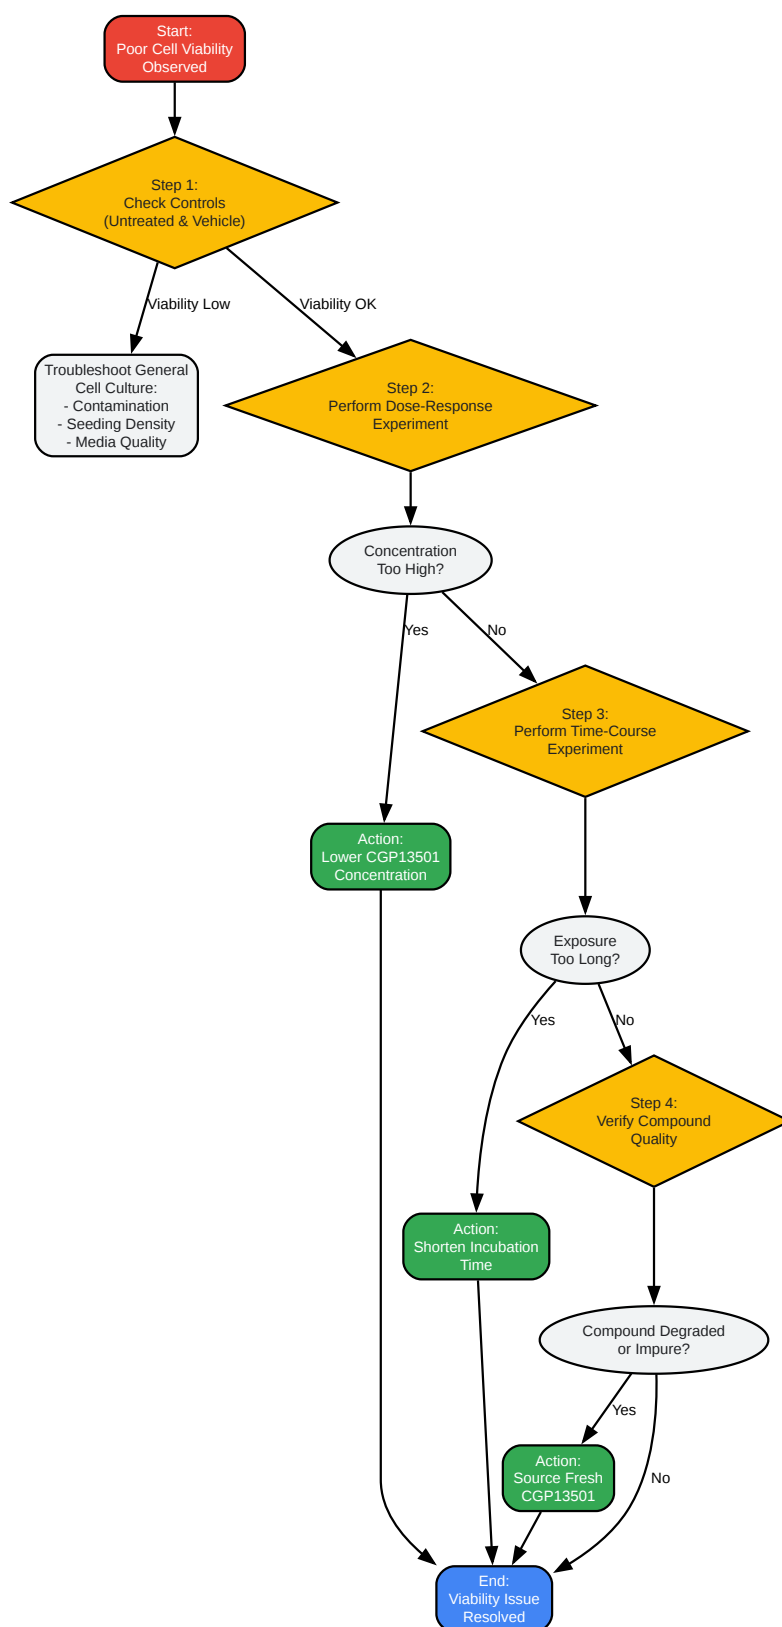 Start:
Poor Cell Viability
Observed
Step 1:
Check Controls
(Untreated & Vehicle)
Viability Low
Viability OK
Troubleshoot General
Cell Culture:
- Contamination
- Seeding Density
- Media Quality
Step 2:
Perform Dose-Response
Experiment
Concentration
Too High?
Yes
No
Step 3:
Perform Time-Course
Experiment
Action:
Lower CGP13501
Concentration
Exposure
Too Long?
Yes
No
Step 4:
Verify Compound
Quality
Action:
Shorten Incubation
Time
Compound Degraded
or Impure?
Yes
Action:
Source Fresh
CGP13501
No
End:
Viability Issue
Resolved